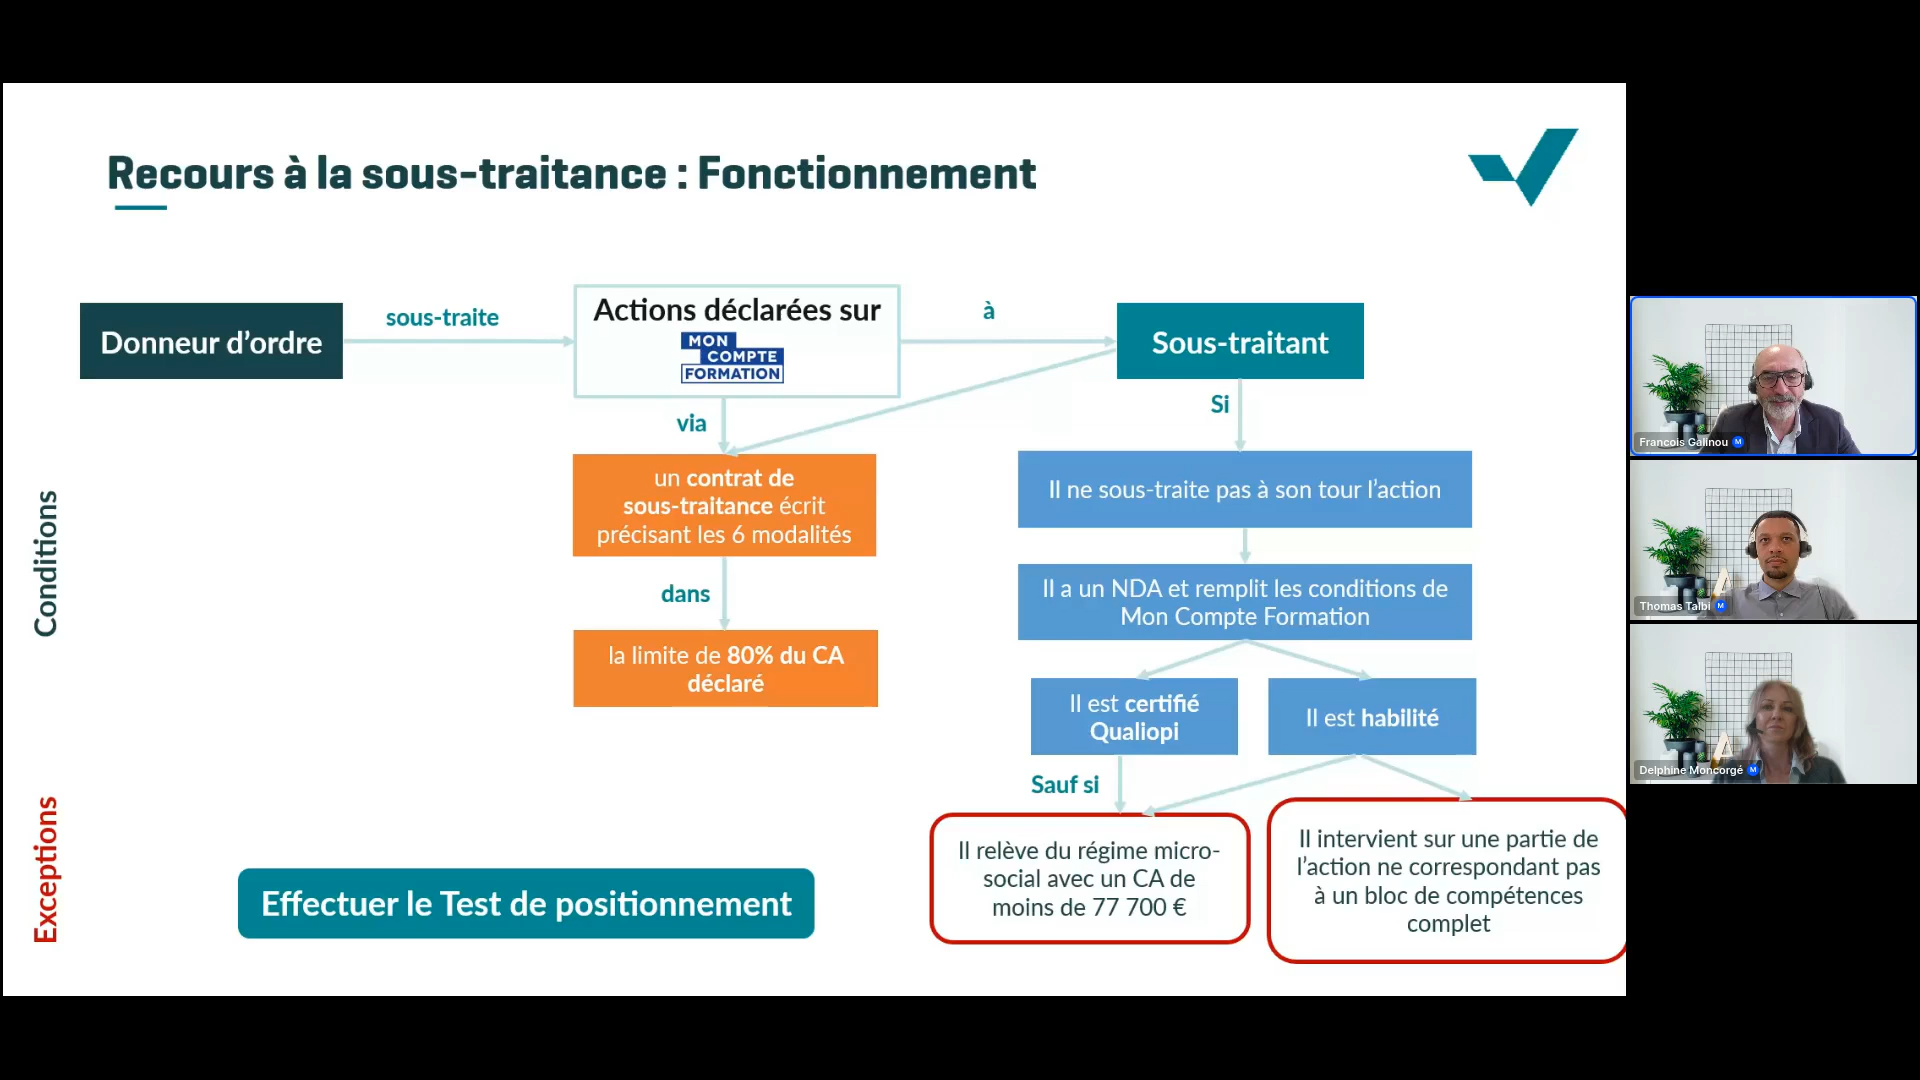 Recours à la sous-traitance : Fonctionnement
Donneur d’ordre
sous-traite
Actions déclarées sur
MON
COMPTE
FORMATION
à
Sous-traitant
via
Si
un contrat de
sous-traitance écrit
précisant les 6 modalités
dans
la limite de 80% du CA
déclaré
Il ne sous-traite pas à son tour l’action
Il a un NDA et remplit les conditions de
Mon Compte Formation
Il est certifié
Qualiopi
Il est habilité
Sauf si
Il relève du régime micro-
social avec un CA de
moins de 77 700 €
Il intervient sur une partie de
l’action ne correspondant pas
à un bloc de compétences
complet
Conditions
Exceptions
Effectuer le Test de positionnement
Francois Galinou M
Thomas Talbi M
Delphine Moncorgé M